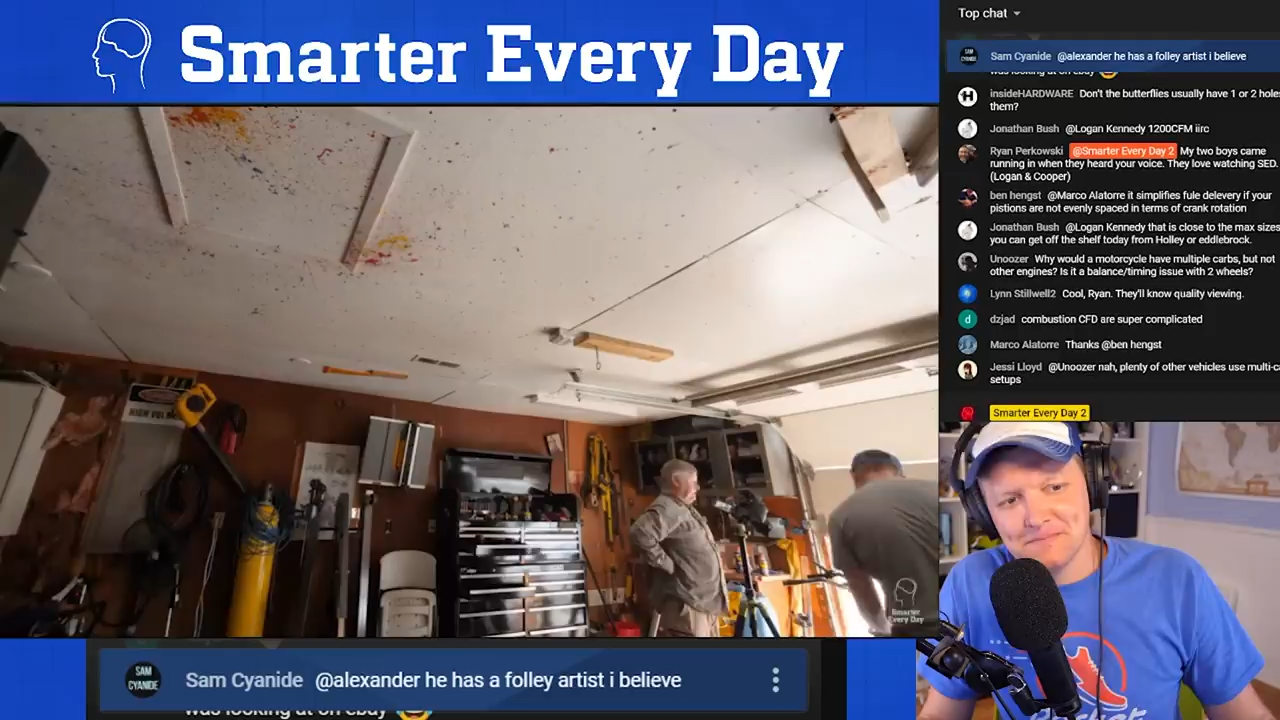 Smarter Every Day
Top chat
Sam Cyanide @alexander he has a folley artist i believe
was looking at on ebay
insideHARDWARE Don't the butterflies usually have 1 or 2 holes
them?
Jonathan Bush @Logan Kennedy 1200CFM iirc
Ryan Perkowski @Smarter Every Day 2 My two boys came
running in when they heard your voice. They love watching SED.
(Logan & Cooper)
ben hengst @Marco Alatorre it simplifies fule delevery if your
pistions are not evenly spaced in terms of crank rotation
Jonathan Bush @Logan Kennedy that is close to the max sizes
you can get off the shelf today from Holley or eddlebrock.
Unoozer Why would a motorcycle have multiple carbs, but not
other engines? Is it a balance/timing issue with 2 wheels?
Lynn Stillwell2 Cool, Ryan. They'll know quality viewing.
d
dzjad combustion CFD are super complicated
Marco Alatorre Thanks @ben hengst
Jessi Lloyd @Unoozer nah, plenty of other vehicles use multi-ca
setups
Smarter Every Day 2
Smarter
Every Day
SAM
CYANIDE
Sam Cyanide @alexander he has a folley artist i believe
was looking at on ebay